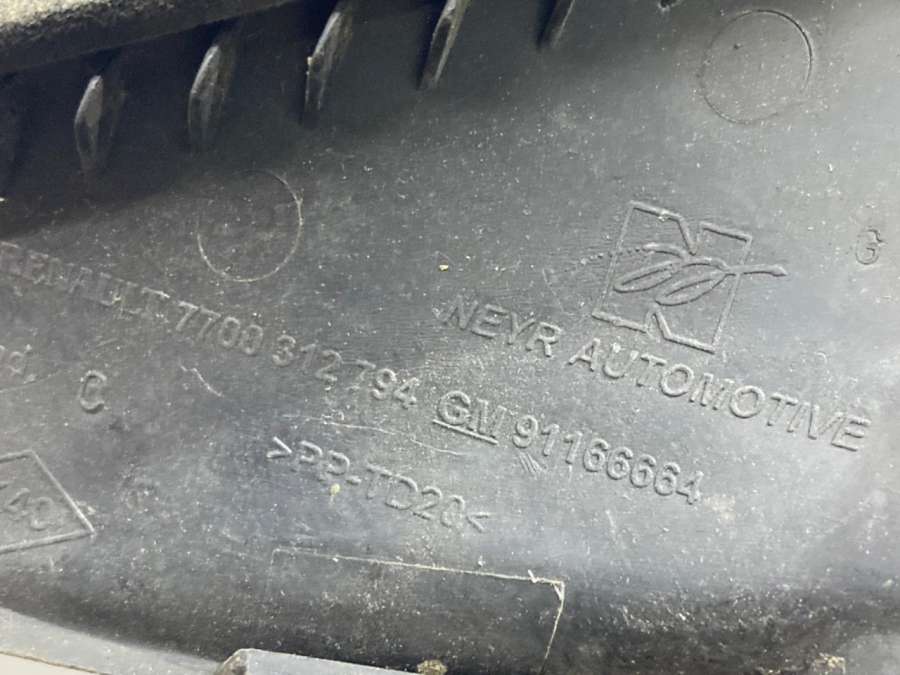 G
NEYR AUTOMOTIVE
RENAULT 7700 312 794 GM 91166664
>PP-TD20<